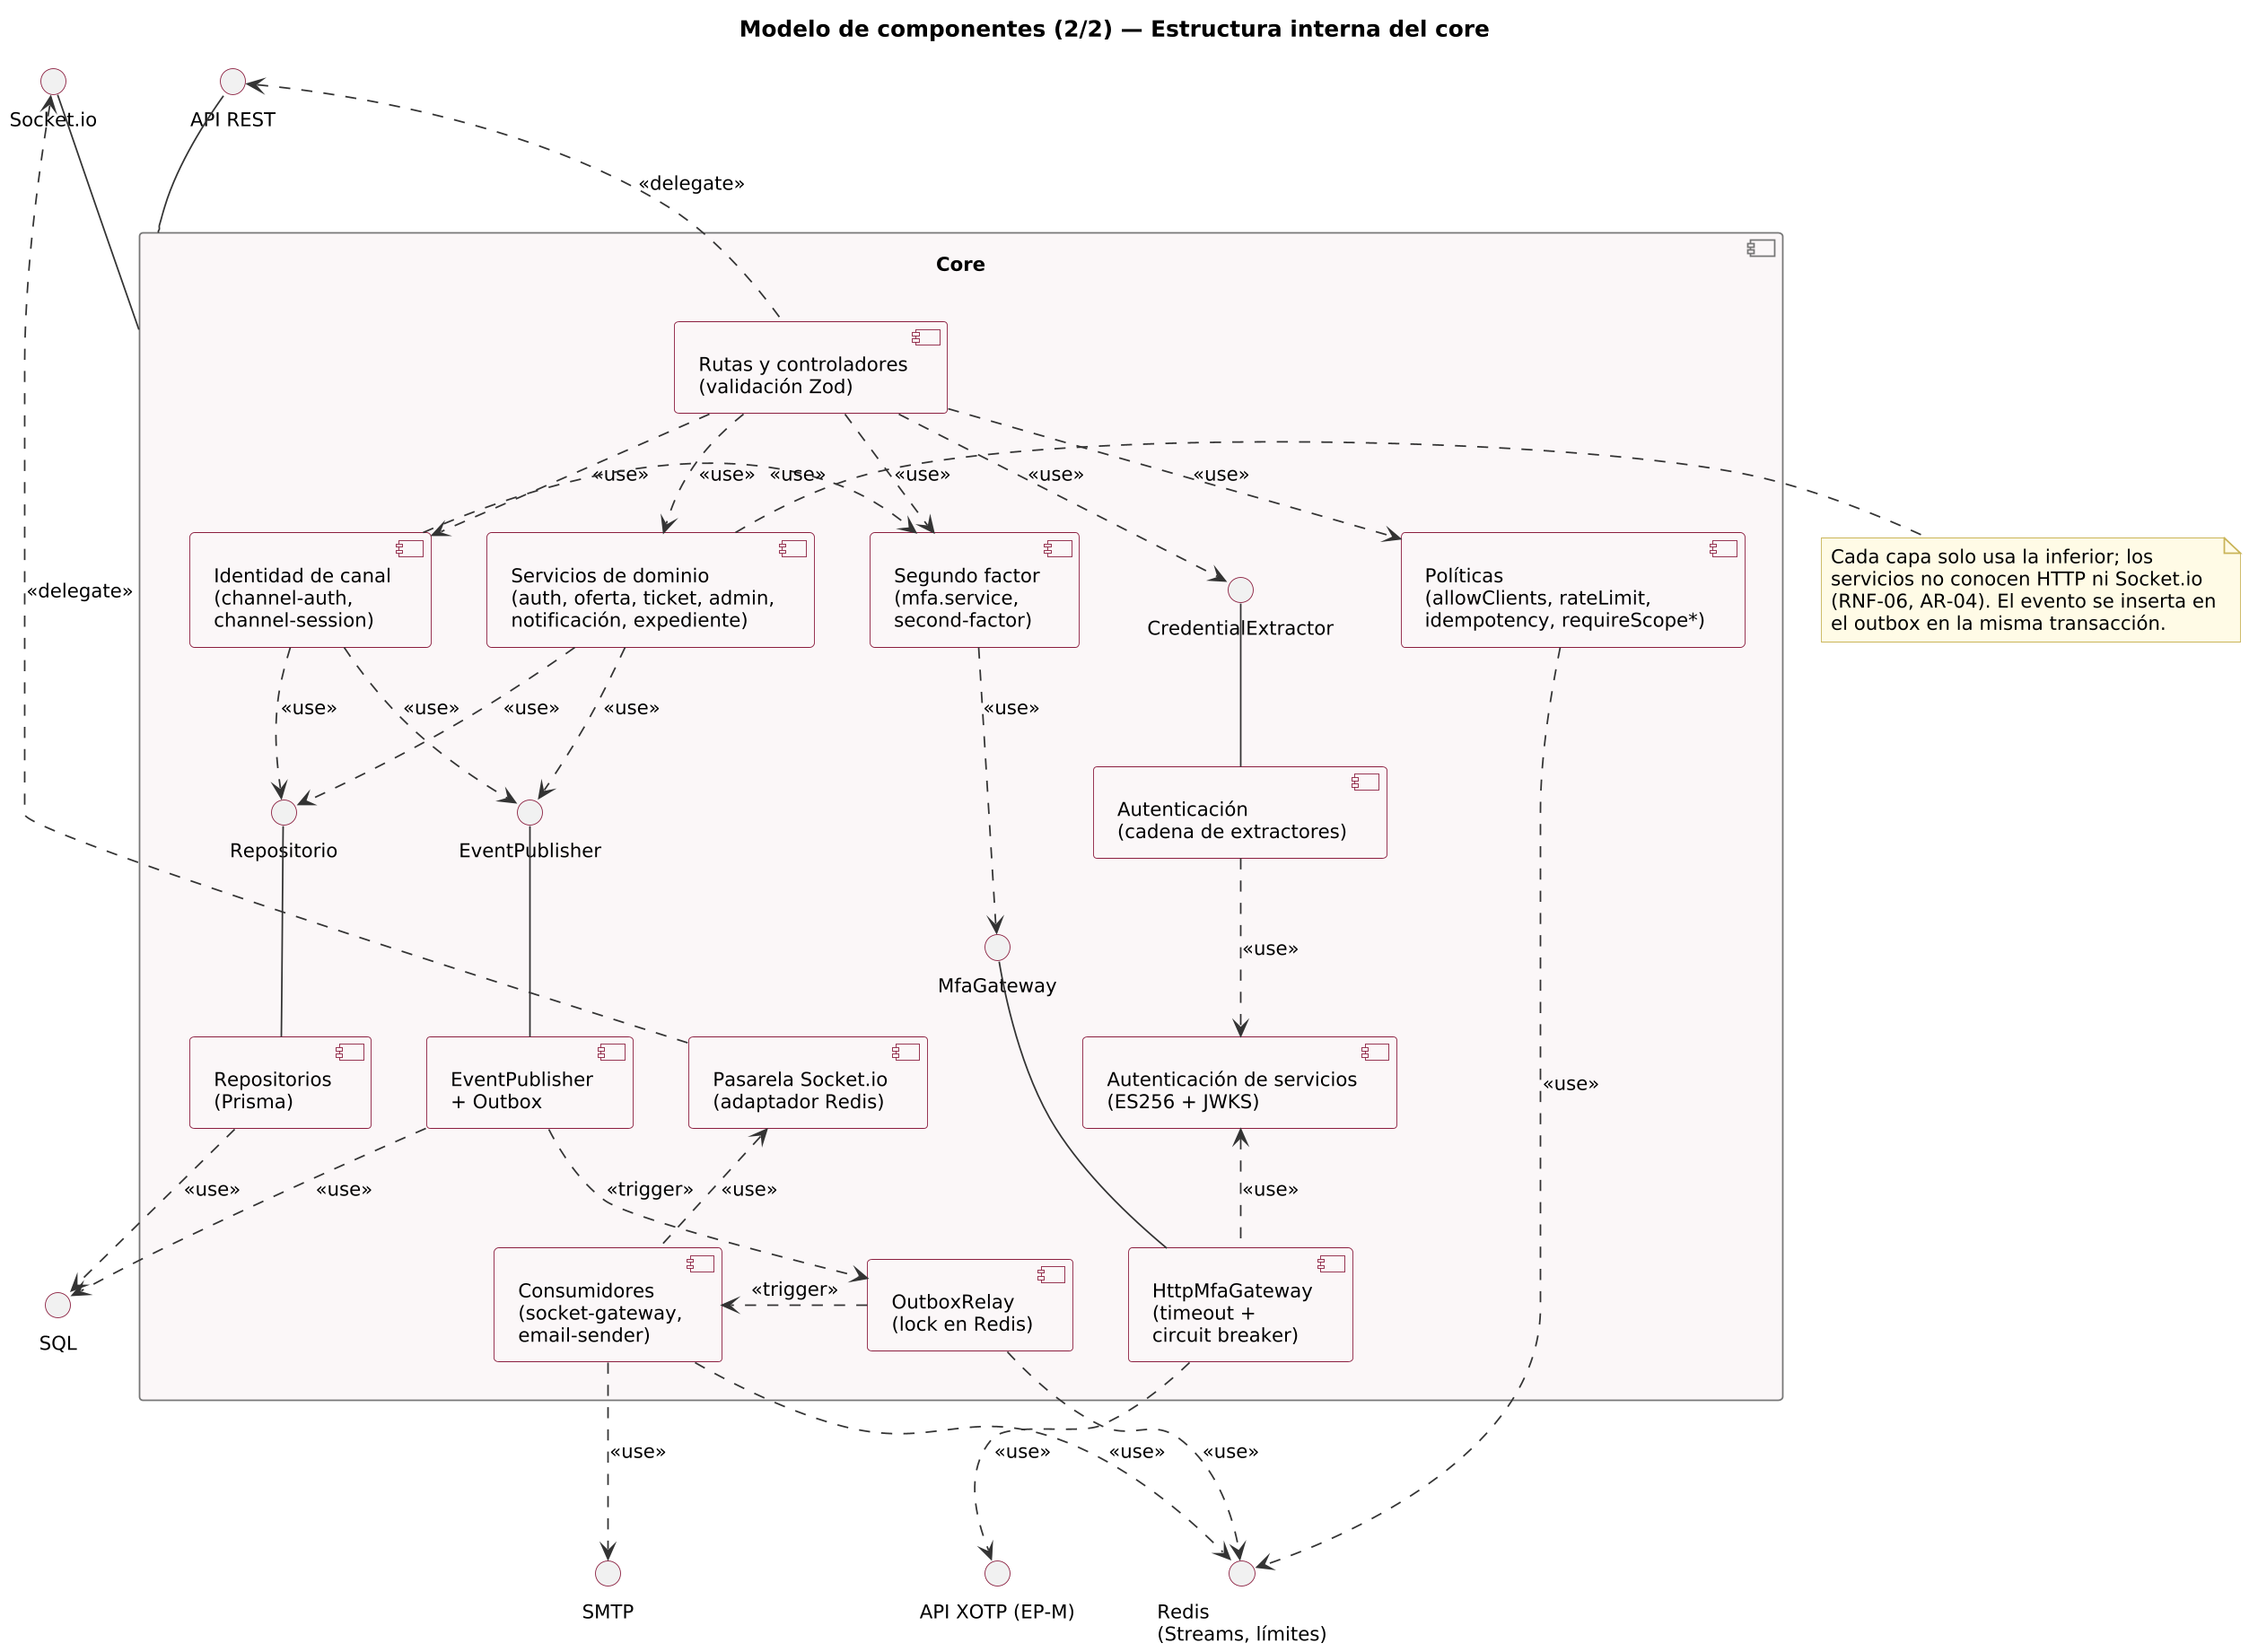 Modelo de componentes (2/2) — Estructura interna del core
Socket.io
API REST
«delegate»
Core
Rutas y controladores
(validación Zod)
«use»
«use»
«use»
«use»
«use»
«use»
Identidad de canal
(channel-auth,
channel-session)
Servicios de dominio
(auth, oferta, ticket, admin,
notificación, expediente)
Segundo factor
(mfa.service,
second-factor)
CredentialExtractor
Políticas
(allowClients, rateLimit,
idempotency, requireScope*)
Cada capa solo usa la inferior; los
servicios no conocen HTTP ni Socket.io
(RNF-06, AR-04). El evento se inserta en
el outbox en la misma transacción.
«delegate»
«use»
«use»
«use»
«use»
«use»
Repositorio
EventPublisher
Autenticación
(cadena de extractores)
«use»
MfaGateway
Repositorios
(Prisma)
EventPublisher
+ Outbox
Pasarela Socket.io
(adaptador Redis)
Autenticación de servicios
(ES256 + JWKS)
«use»
«use»
«use»
«trigger»
«use»
«use»
Consumidores
(socket-gateway,
email-sender)
«trigger»
OutboxRelay
(lock en Redis)
HttpMfaGateway
(timeout +
circuit breaker)
SQL
«use»
«use»
«use»
«use»
SMTP
API XOTP (EP-M)
Redis
(Streams, límites)